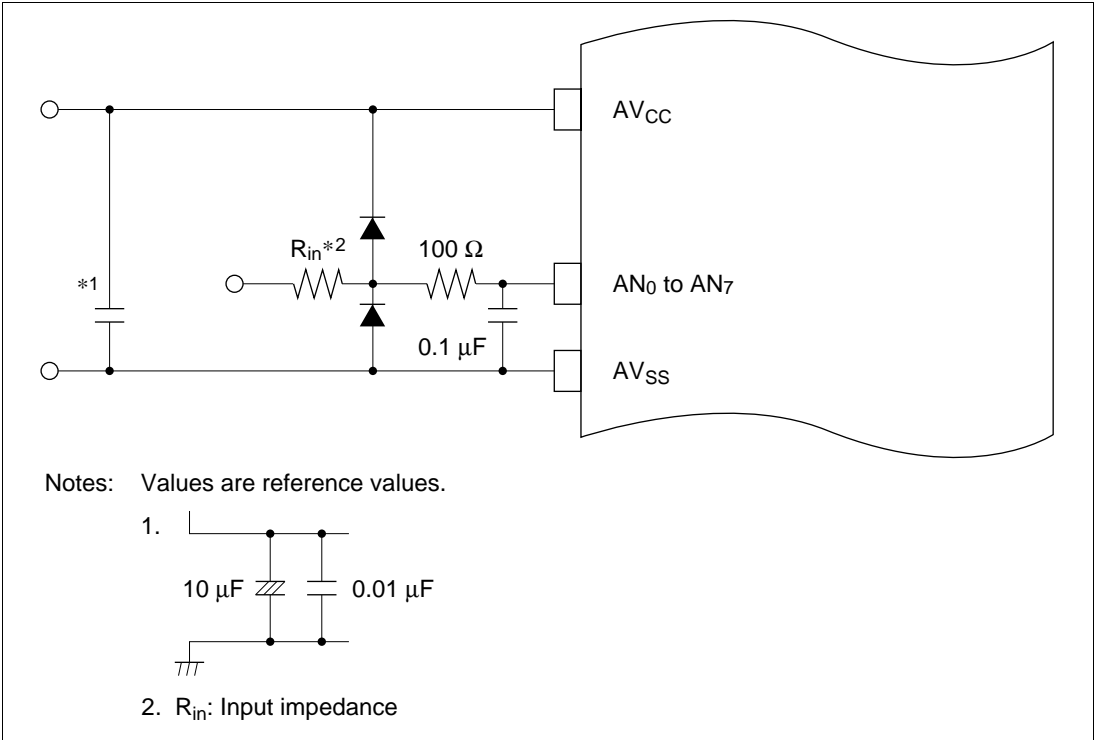 AVCC
Rin*2
100 Ω
*1
AN0 to AN7
0.1 μF
AVSS
Notes: Values are reference values.
1.
10 μF
0.01 μF
2. Rin: Input impedance